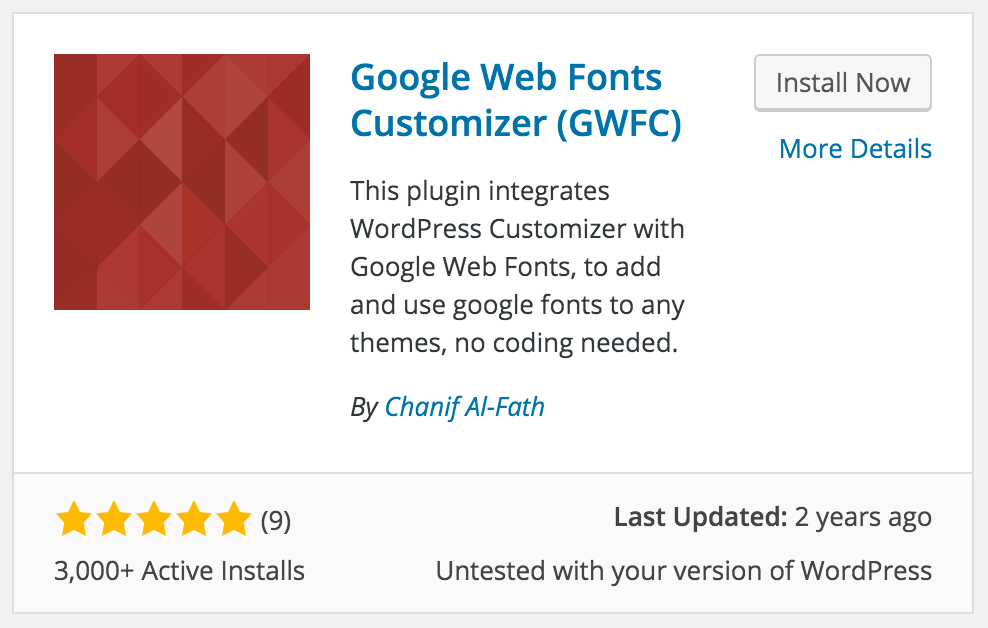 Google Web Fonts
Customizer (GWFC)
Install Now
More Details
This plugin integrates
WordPress Customizer with
Google Web Fonts, to add
and use google fonts to any
themes, no coding needed.
By Chanif Al-Fath
(9)
Last Updated: 2 years ago
3,000+ Active Installs
Untested with your version of WordPress